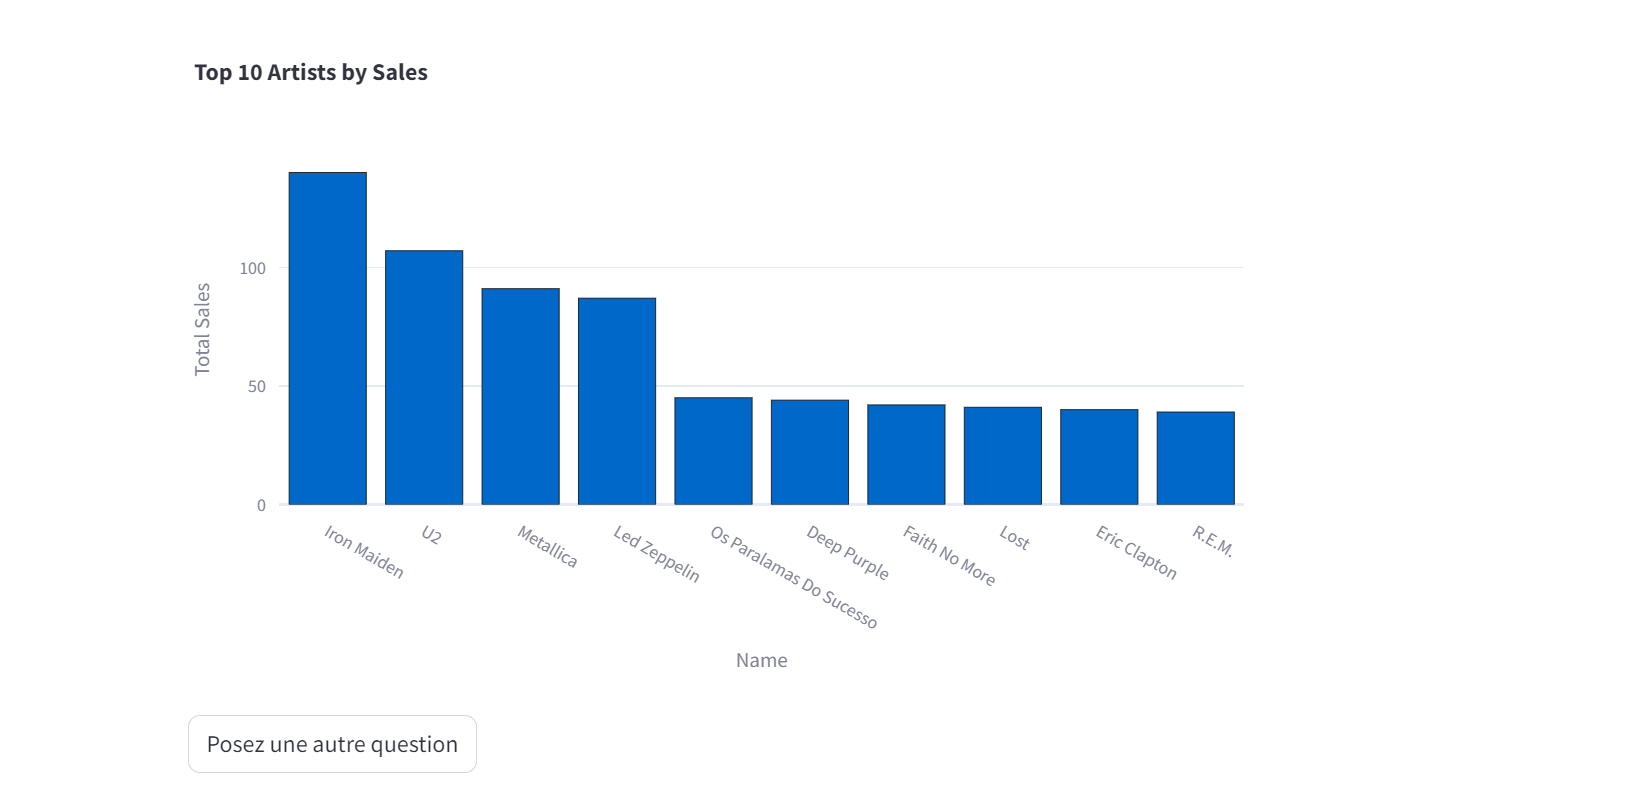 Top 10 Artists by Sales
Total Sales
100
50
0
Iron Maiden
U2
Metallica
Led Zeppelin
Os Paralamas Do Sucesso
Deep Purple
Faith No More
Lost
Eric Clapton
R.E.M.
Name
Posez une autre question